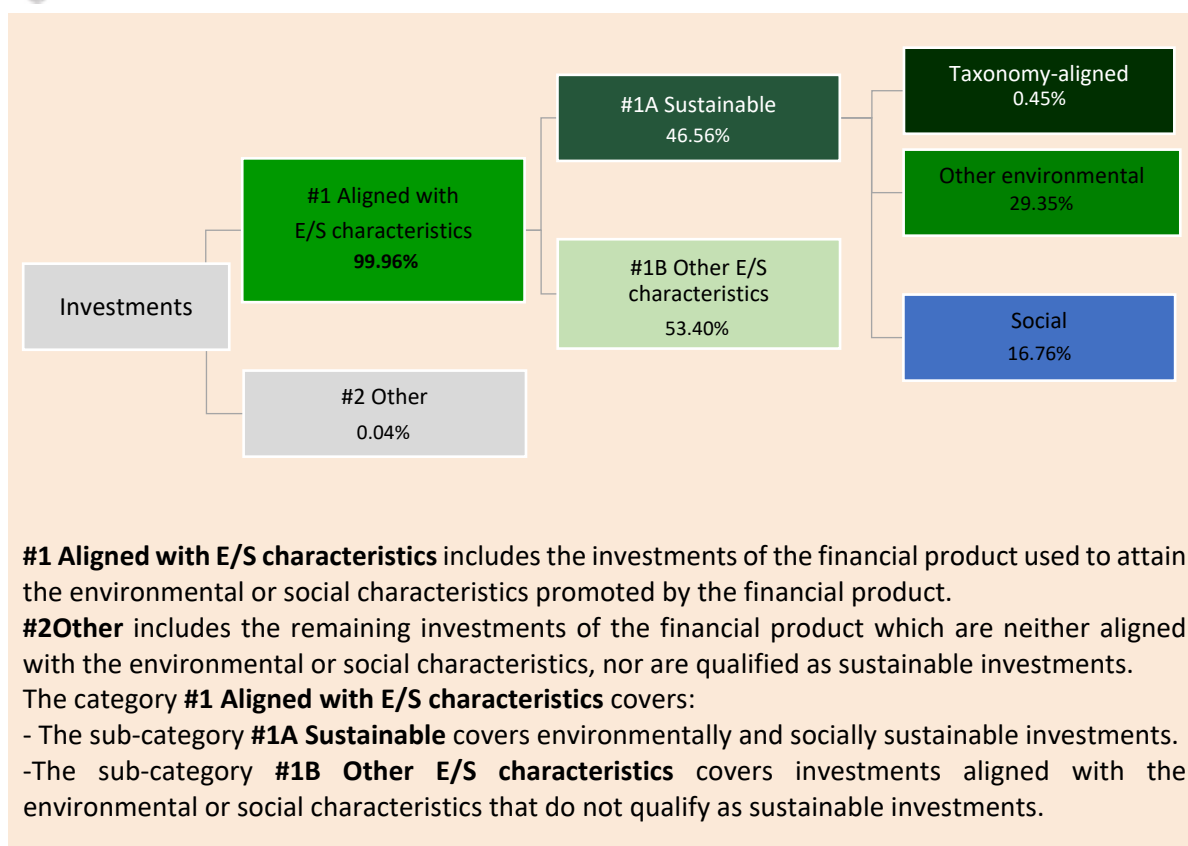 Investments
#1 Aligned with
E/S characteristics
99.96%
#2 Other
0.04%
#1A Sustainable
46.56%
#1B Other E/S
characteristics
53.40%
Taxonomy-aligned
0.45%
Other environmental
29.35%
Social
16.76%
#1 Aligned with E/S characteristics includes the investments of the financial product used to attain
the environmental or social characteristics promoted by the financial product.
#2Other includes the remaining investments of the financial product which are neither aligned
with the environmental or social characteristics, nor are qualified as sustainable investments.
The category #1 Aligned with E/S characteristics covers:
- The sub-category #1A Sustainable covers environmentally and socially sustainable investments.
-The sub-category #1B Other E/S characteristics covers investments aligned with the
environmental or social characteristics that do not qualify as sustainable investments.